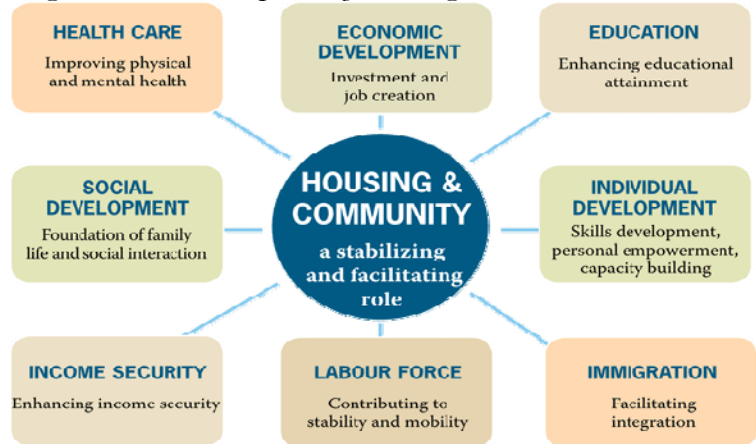 HEALTH CARE
Improving physical
and mental health
ECONOMIC
DEVELOPMENT
Investment and
job creation
EDUCATION
Enhancing educational
attainment
SOCIAL
DEVELOPMENT
Foundation of family
life and social interaction
HOUSING &
COMMUNITY
a stabilizing
and facilitating
role
INDIVIDUAL
DEVELOPMENT
Skills development,
personal empowerment,
capacity building
INCOME SECURITY
Enhancing income security
LABOUR FORCE
Contributing to
stability and mobility
IMMIGRATION
Facilitating
integration